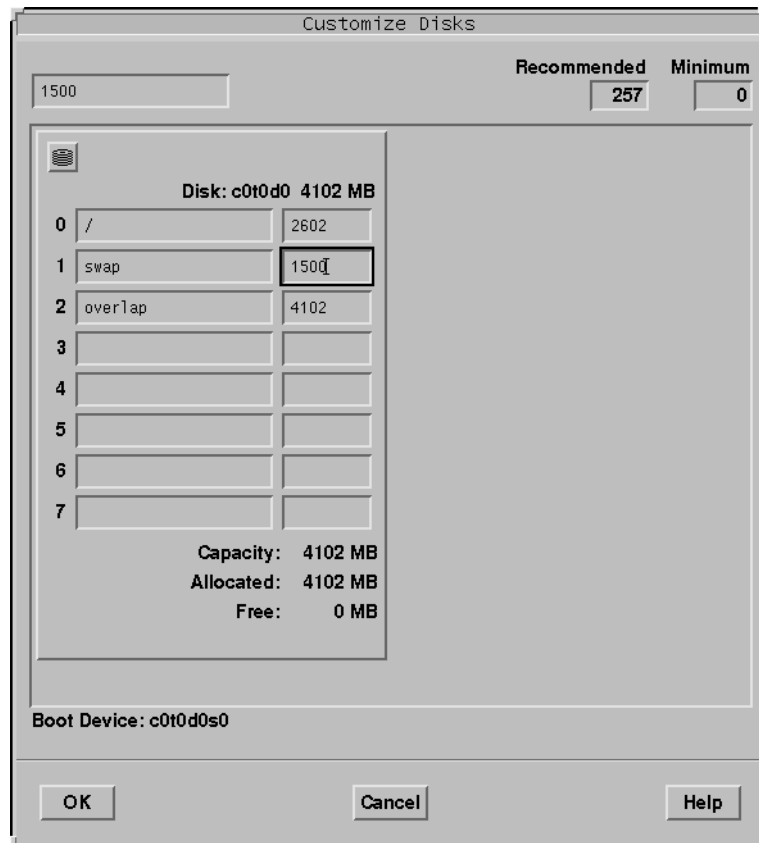 Customize Disks
Recommended Minimum
1500 257 0
Disk: c0t0d0 4102 MB
0 / 2602
1 swap 1500
2 overlap 4102
3
4
5
6
7
Capacity: 4102 MB
Allocated: 4102 MB
Free: 0 MB
Boot Device: c0t0d0s0
OK Cancel Help